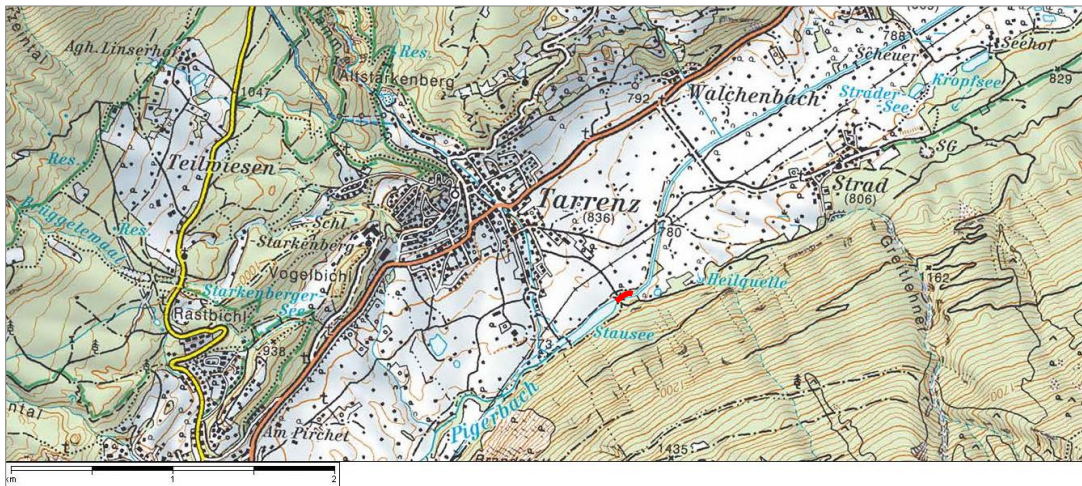 Agh. Linserhof
Res.
Altstarkenberg
1047
792
788
Scheuer
Seehof
Kropfsee
829
Walchenbach
Strader-
See
SG
Res.
Teilwiesen
Tarrenz
(836)
Strad
(806)
Schl.
Starkenberg
Res.
780
Vogelbichl
Heilquelle
1162
Starkenberger-
See
Rastbichl
Stausee
938
1200
Pigerbach
Am Pirchet
1435
km
1
2